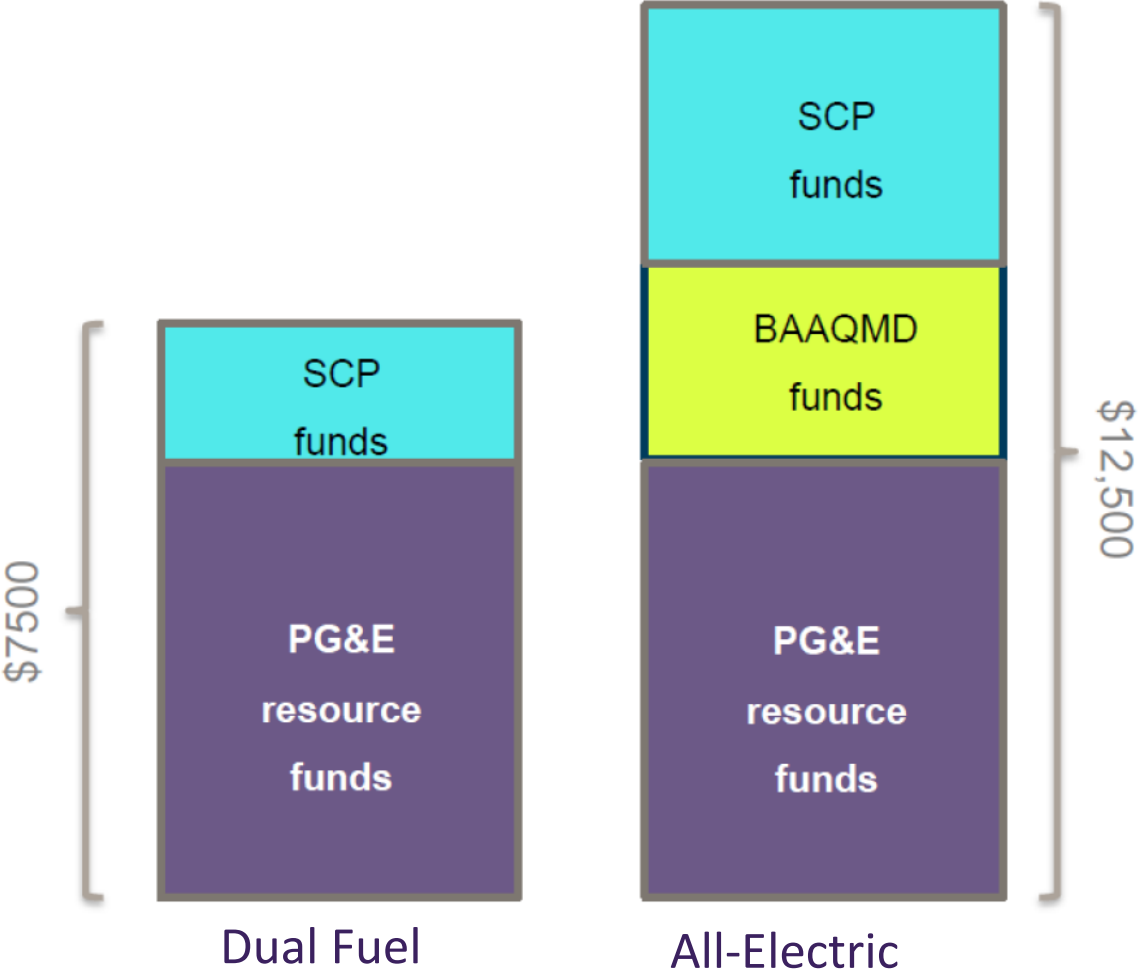 $7500
SCP
funds
PG&E
resource
funds
Dual Fuel
SCP
funds
BAAQMD
funds
PG&E
resource
funds
All-Electric
$12,500